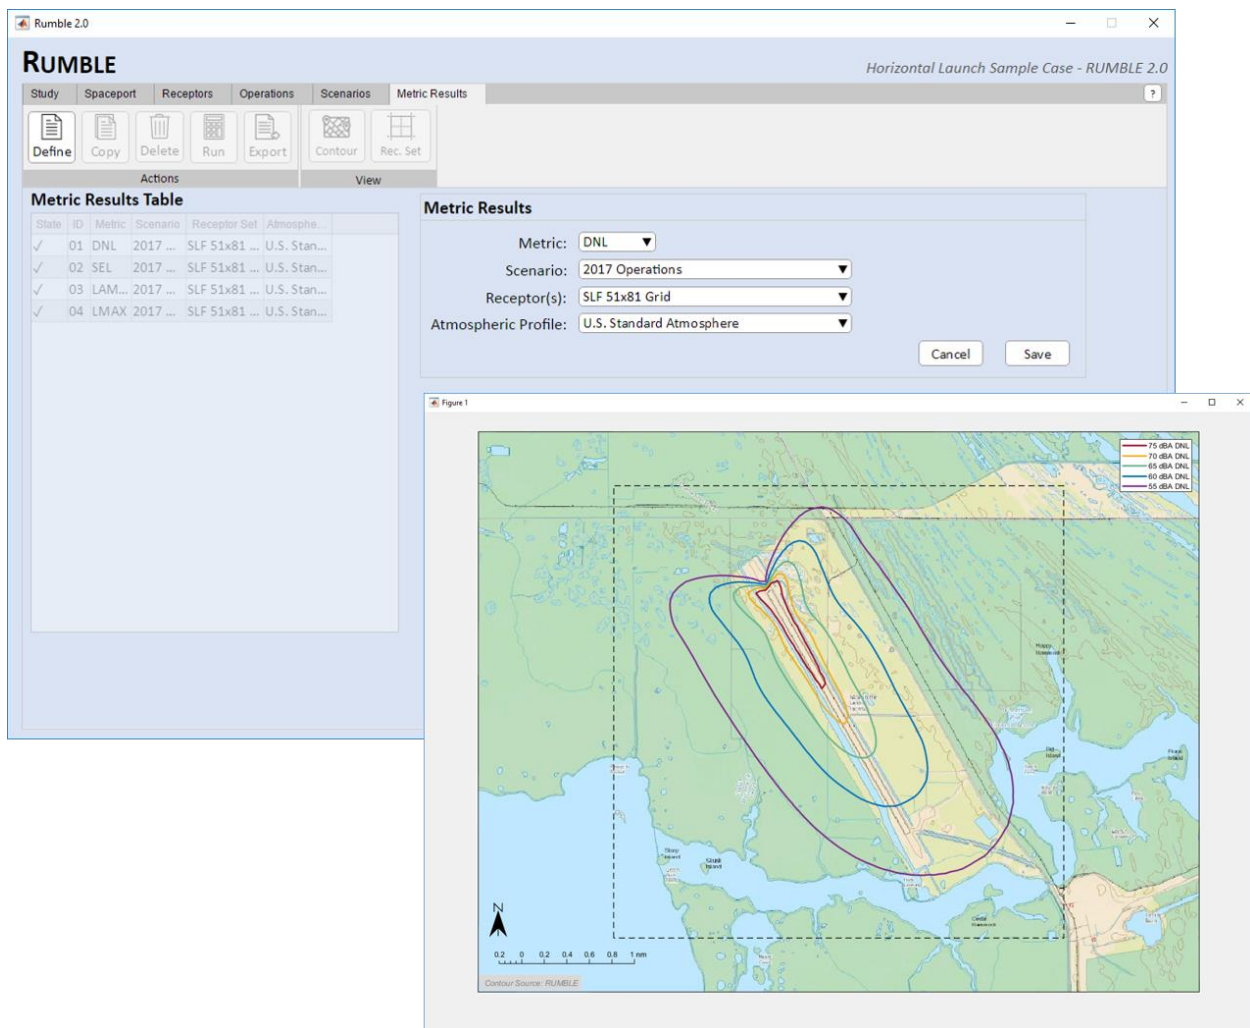 Rumble 2.0
RUMBLE
Horizontal Launch Sample Case - RUMBLE 2.0
Study Spaceport Receptors Operations Scenarios Metric Results ?
Define Copy Delete Run Export Contour Rec. Set
Actions View
Metric Results Table
State ID Metric Scenario Receptor Set Atmosphe...
✓ 01 DNL 2017 ... SLF 51x81 ... U.S. Stan...
✓ 02 SEL 2017 ... SLF 51x81 ... U.S. Stan...
✓ 03 LAM... 2017 ... SLF 51x81 ... U.S. Stan...
✓ 04 LMAX 2017 ... SLF 51x81 ... U.S. Stan...
Metric Results
Metric: DNL
Scenario: 2017 Operations
Receptor(s): SLF 51x81 Grid
Atmospheric Profile: U.S. Standard Atmosphere
Cancel Save
Figure 1
75 dBA DNL
70 dBA DNL
65 dBA DNL
60 dBA DNL
55 dBA DNL
Island
Skunk
Island
N
0.2 0 0.2 0.4 0.6 0.8 1 nm
Contour Source: RUMBLE